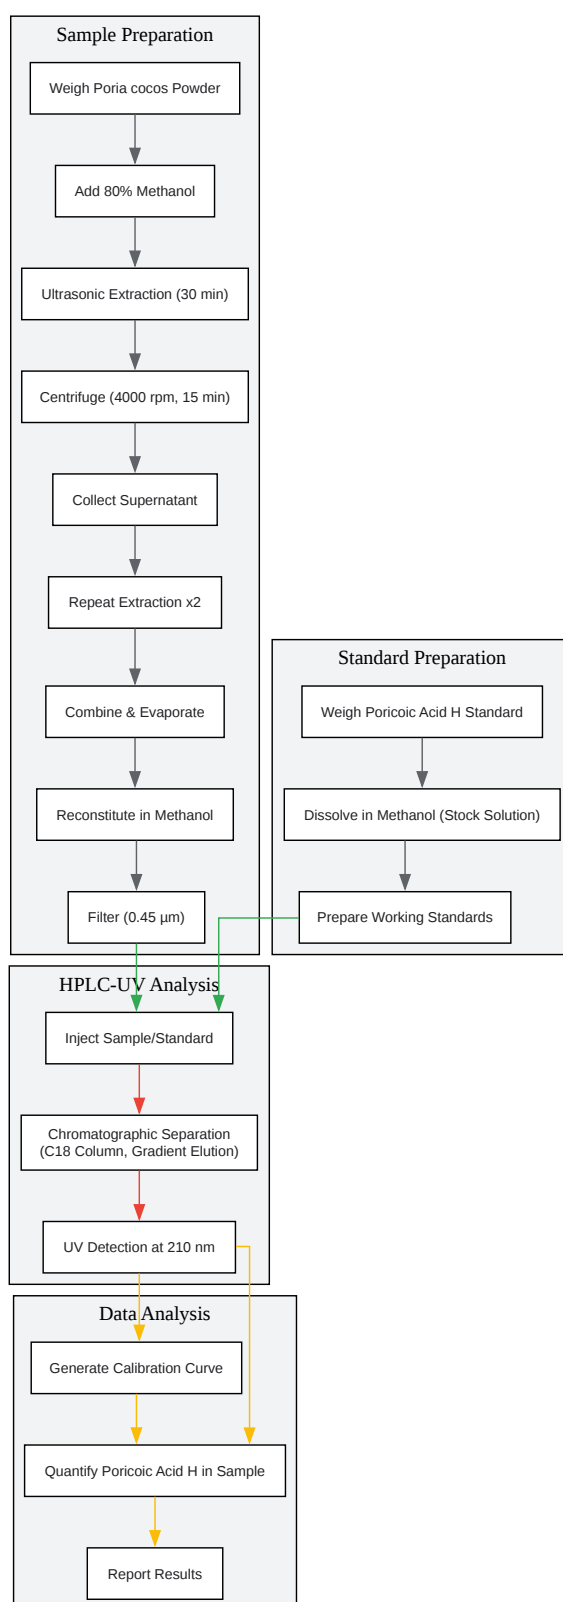 Sample Preparation
Weigh Poria cocos Powder
Add 80% Methanol
Ultrasonic Extraction (30 min)
Centrifuge (4000 rpm, 15 min)
Collect Supernatant
Repeat Extraction x2
Combine & Evaporate
Reconstitute in Methanol
Filter (0.45 µm)
Standard Preparation
Weigh Poricoic Acid H Standard
Dissolve in Methanol (Stock Solution)
Prepare Working Standards
HPLC-UV Analysis
Inject Sample/Standard
Chromatographic Separation
(C18 Column, Gradient Elution)
UV Detection at 210 nm
Data Analysis
Generate Calibration Curve
Quantify Poricoic Acid H in Sample
Report Results